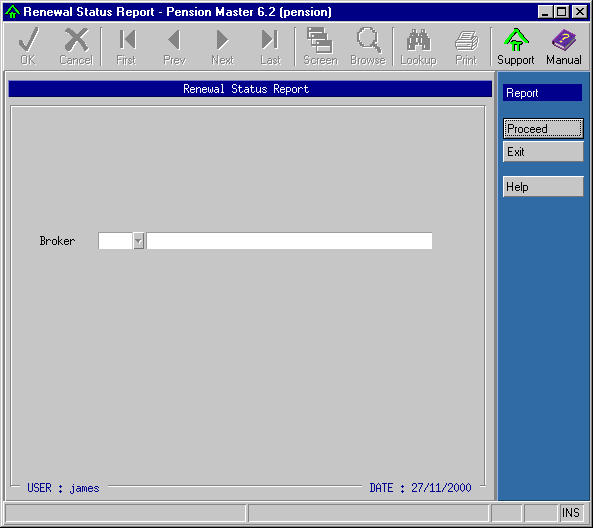 Renewal Status Report - Pension Master 6.2 (pension)
OK Cancel First Prev Next Last Screen Browse Lookup Print Support Manual
Renewal Status Report
Report
Proceed
Exit
Help
Broker
USER : james DATE : 27/11/2000
INS